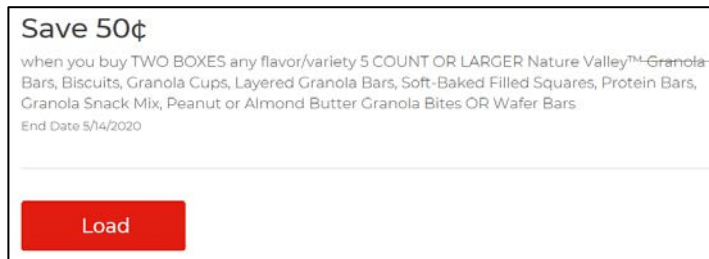 Save 50¢
when you buy TWO BOXES any flavor/variety 5 COUNT OR LARGER Nature Valley™ Granola
Bars, Biscuits, Granola Cups, Layered Granola Bars, Soft-Baked Filled Squares, Protein Bars,
Granola Snack Mix, Peanut or Almond Butter Granola Bites OR Wafer Bars
End Date 5/14/2020
Load